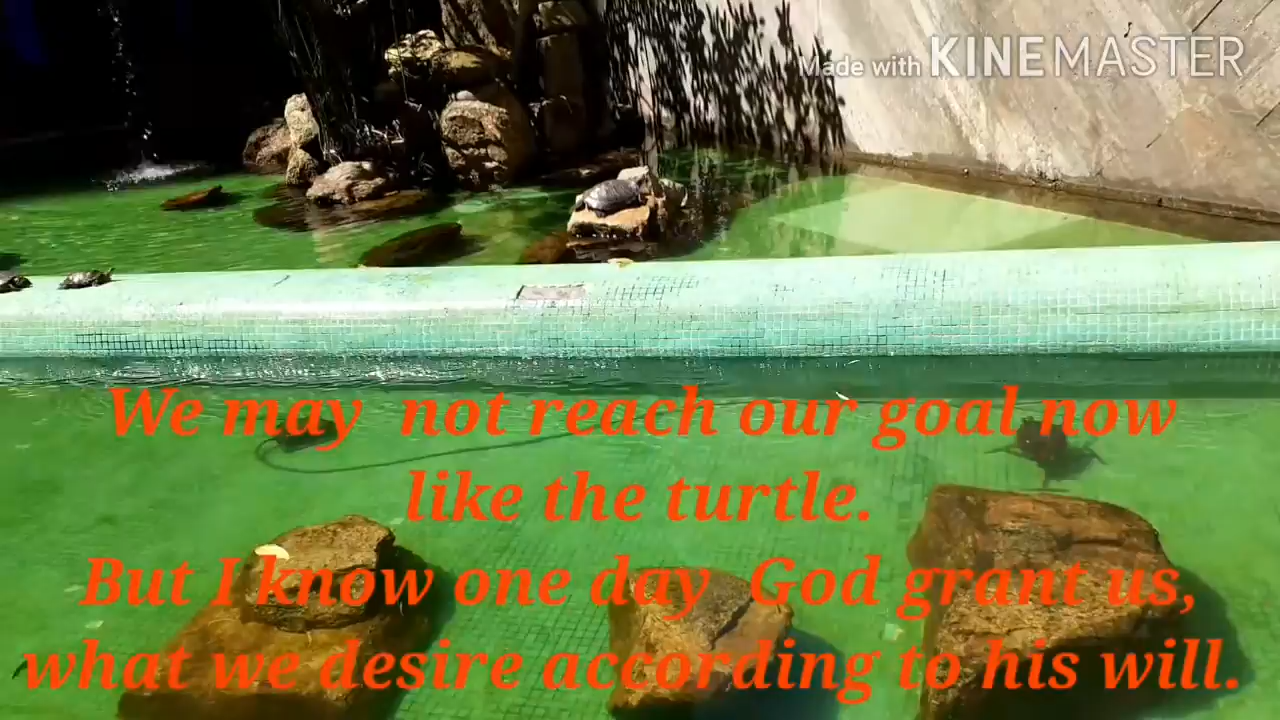 Made with KINEMASTER
We may not reach our goal now
like the turtle.
But I know one day God grant us,
what we desire according to his will.